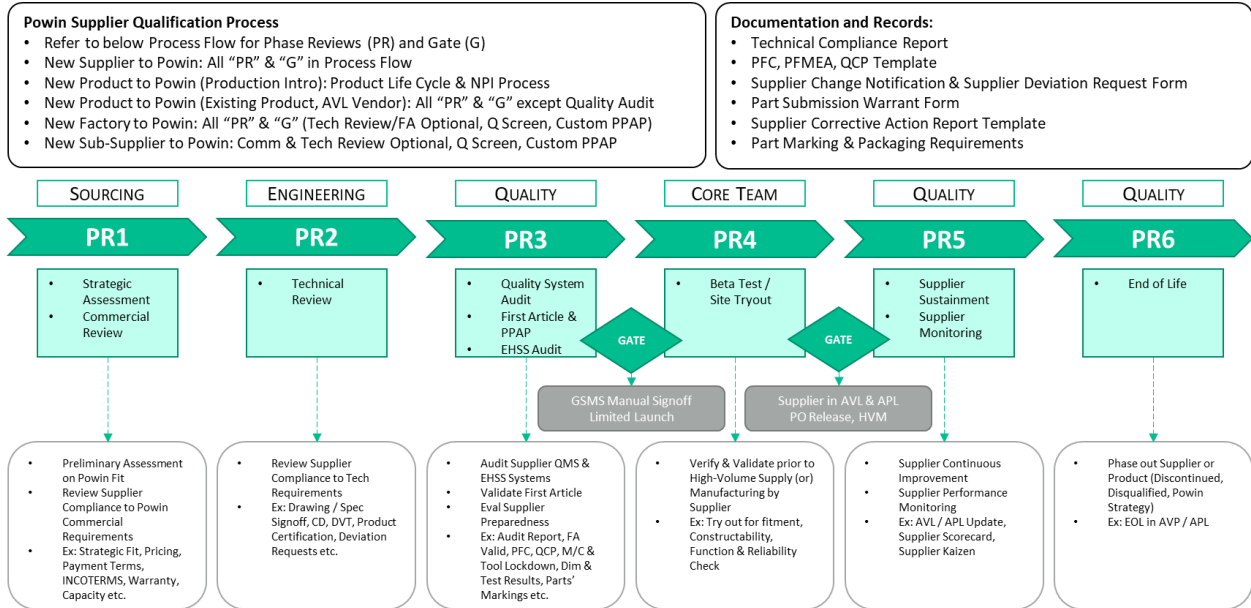 Powin Supplier Qualification Process
• Refer to below Process Flow for Phase Reviews (PR) and Gate (G)
• New Supplier to Powin: All “PR” & “G” in Process Flow
• New Product to Powin (Production Intro): Product Life Cycle & NPI Process
• New Product to Powin (Existing Product, AVL Vendor): All “PR” & “G” except Quality Audit
• New Factory to Powin: All “PR” & “G” (Tech Review/FA Optional, Q Screen, Custom PPAP)
• New Sub-Supplier to Powin: Comm & Tech Review Optional, Q Screen, Custom PPAP
Documentation and Records:
• Technical Compliance Report
• PFC, PFMEA, QCP Template
• Supplier Change Notification & Supplier Deviation Request Form
• Part Submission Warrant Form
• Supplier Corrective Action Report Template
• Part Marking & Packaging Requirements
SOURCING
ENGINEERING
QUALITY
CORE TEAM
QUALITY
QUALITY
PR1
PR2
PR3
PR4
PR5
PR6
• Strategic
Assessment
• Commercial
Review
• Technical
Review
• Quality System
Audit
• First Article &
PPAP
• EHSS Audit
• Beta Test /
Site Tryout
• Supplier
Sustainment
• Supplier
Monitoring
• End of Life
GATE
GATE
GSMS Manual Signoff
Limited Launch
Supplier in AVL & APL
PO Release, HVM
• Preliminary Assessment
on Powin Fit
• Review Supplier
Compliance to Powin
Commercial
Requirements
• Ex: Strategic Fit, Pricing,
Payment Terms,
INCOTERMS, Warranty,
Capacity etc.
• Review Supplier
Compliance to Tech
Requirements
• Ex: Drawing / Spec
Signoff, CD, DVT, Product
Certification, Deviation
Requests etc.
• Audit Supplier QMS &
EHSS Systems
• Validate First Article
• Eval Supplier
Preparedness
• Ex: Audit Report, FA
Valid, PFC, QCP, M/C &
Tool Lockdown, Dim &
Test Results, Parts’
Markings etc.
• Verify & Validate prior to
High-Volume Supply (or)
Manufacturing by
Supplier
• Ex: Try out for fitment,
Constructability,
Function & Reliability
Check
• Supplier Continuous
Improvement
• Supplier Performance
Monitoring
• Ex: AVL / APL Update,
Supplier Scorecard,
Supplier Kaizen
• Phase out Supplier or
Product (Discontinued,
Disqualified, Powin
Strategy)
• Ex: EOL in AVP / APL